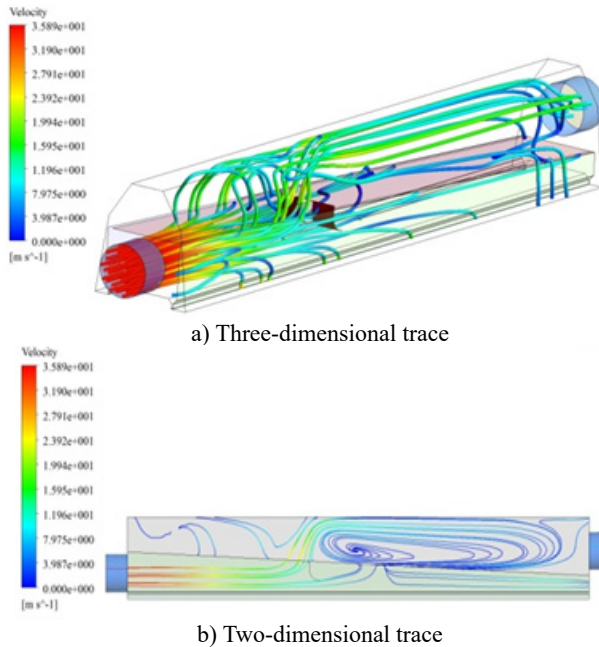 Velocity
3.589e+001
3.190e+001
2.791e+001
2.392e+001
1.994e+001
1.595e+001
1.196e+001
7.975e+000
3.987e+000
0.000e+000
[m s^-1]
a) Three-dimensional trace
Velocity
3.589e+001
3.190e+001
2.791e+001
2.392e+001
1.994e+001
1.595e+001
1.196e+001
7.975e+000
3.987e+000
0.000e+000
[m s^-1]
b) Two-dimensional trace